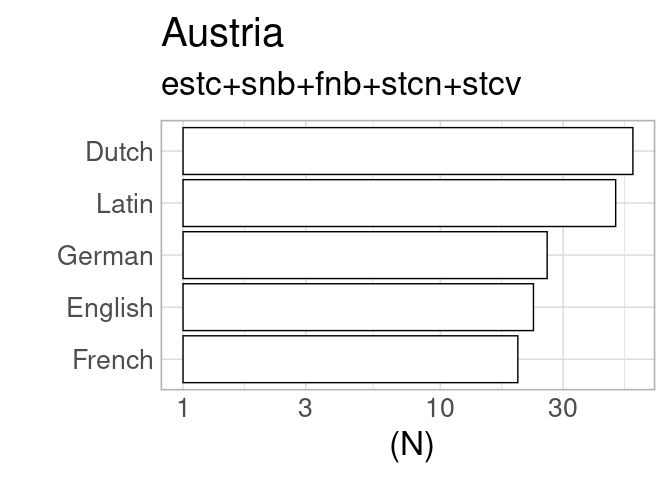 Austria
estc+snb+fnb+stcn+stcv
Dutch
Latin
German
English
French
1 3 10 30
(N)